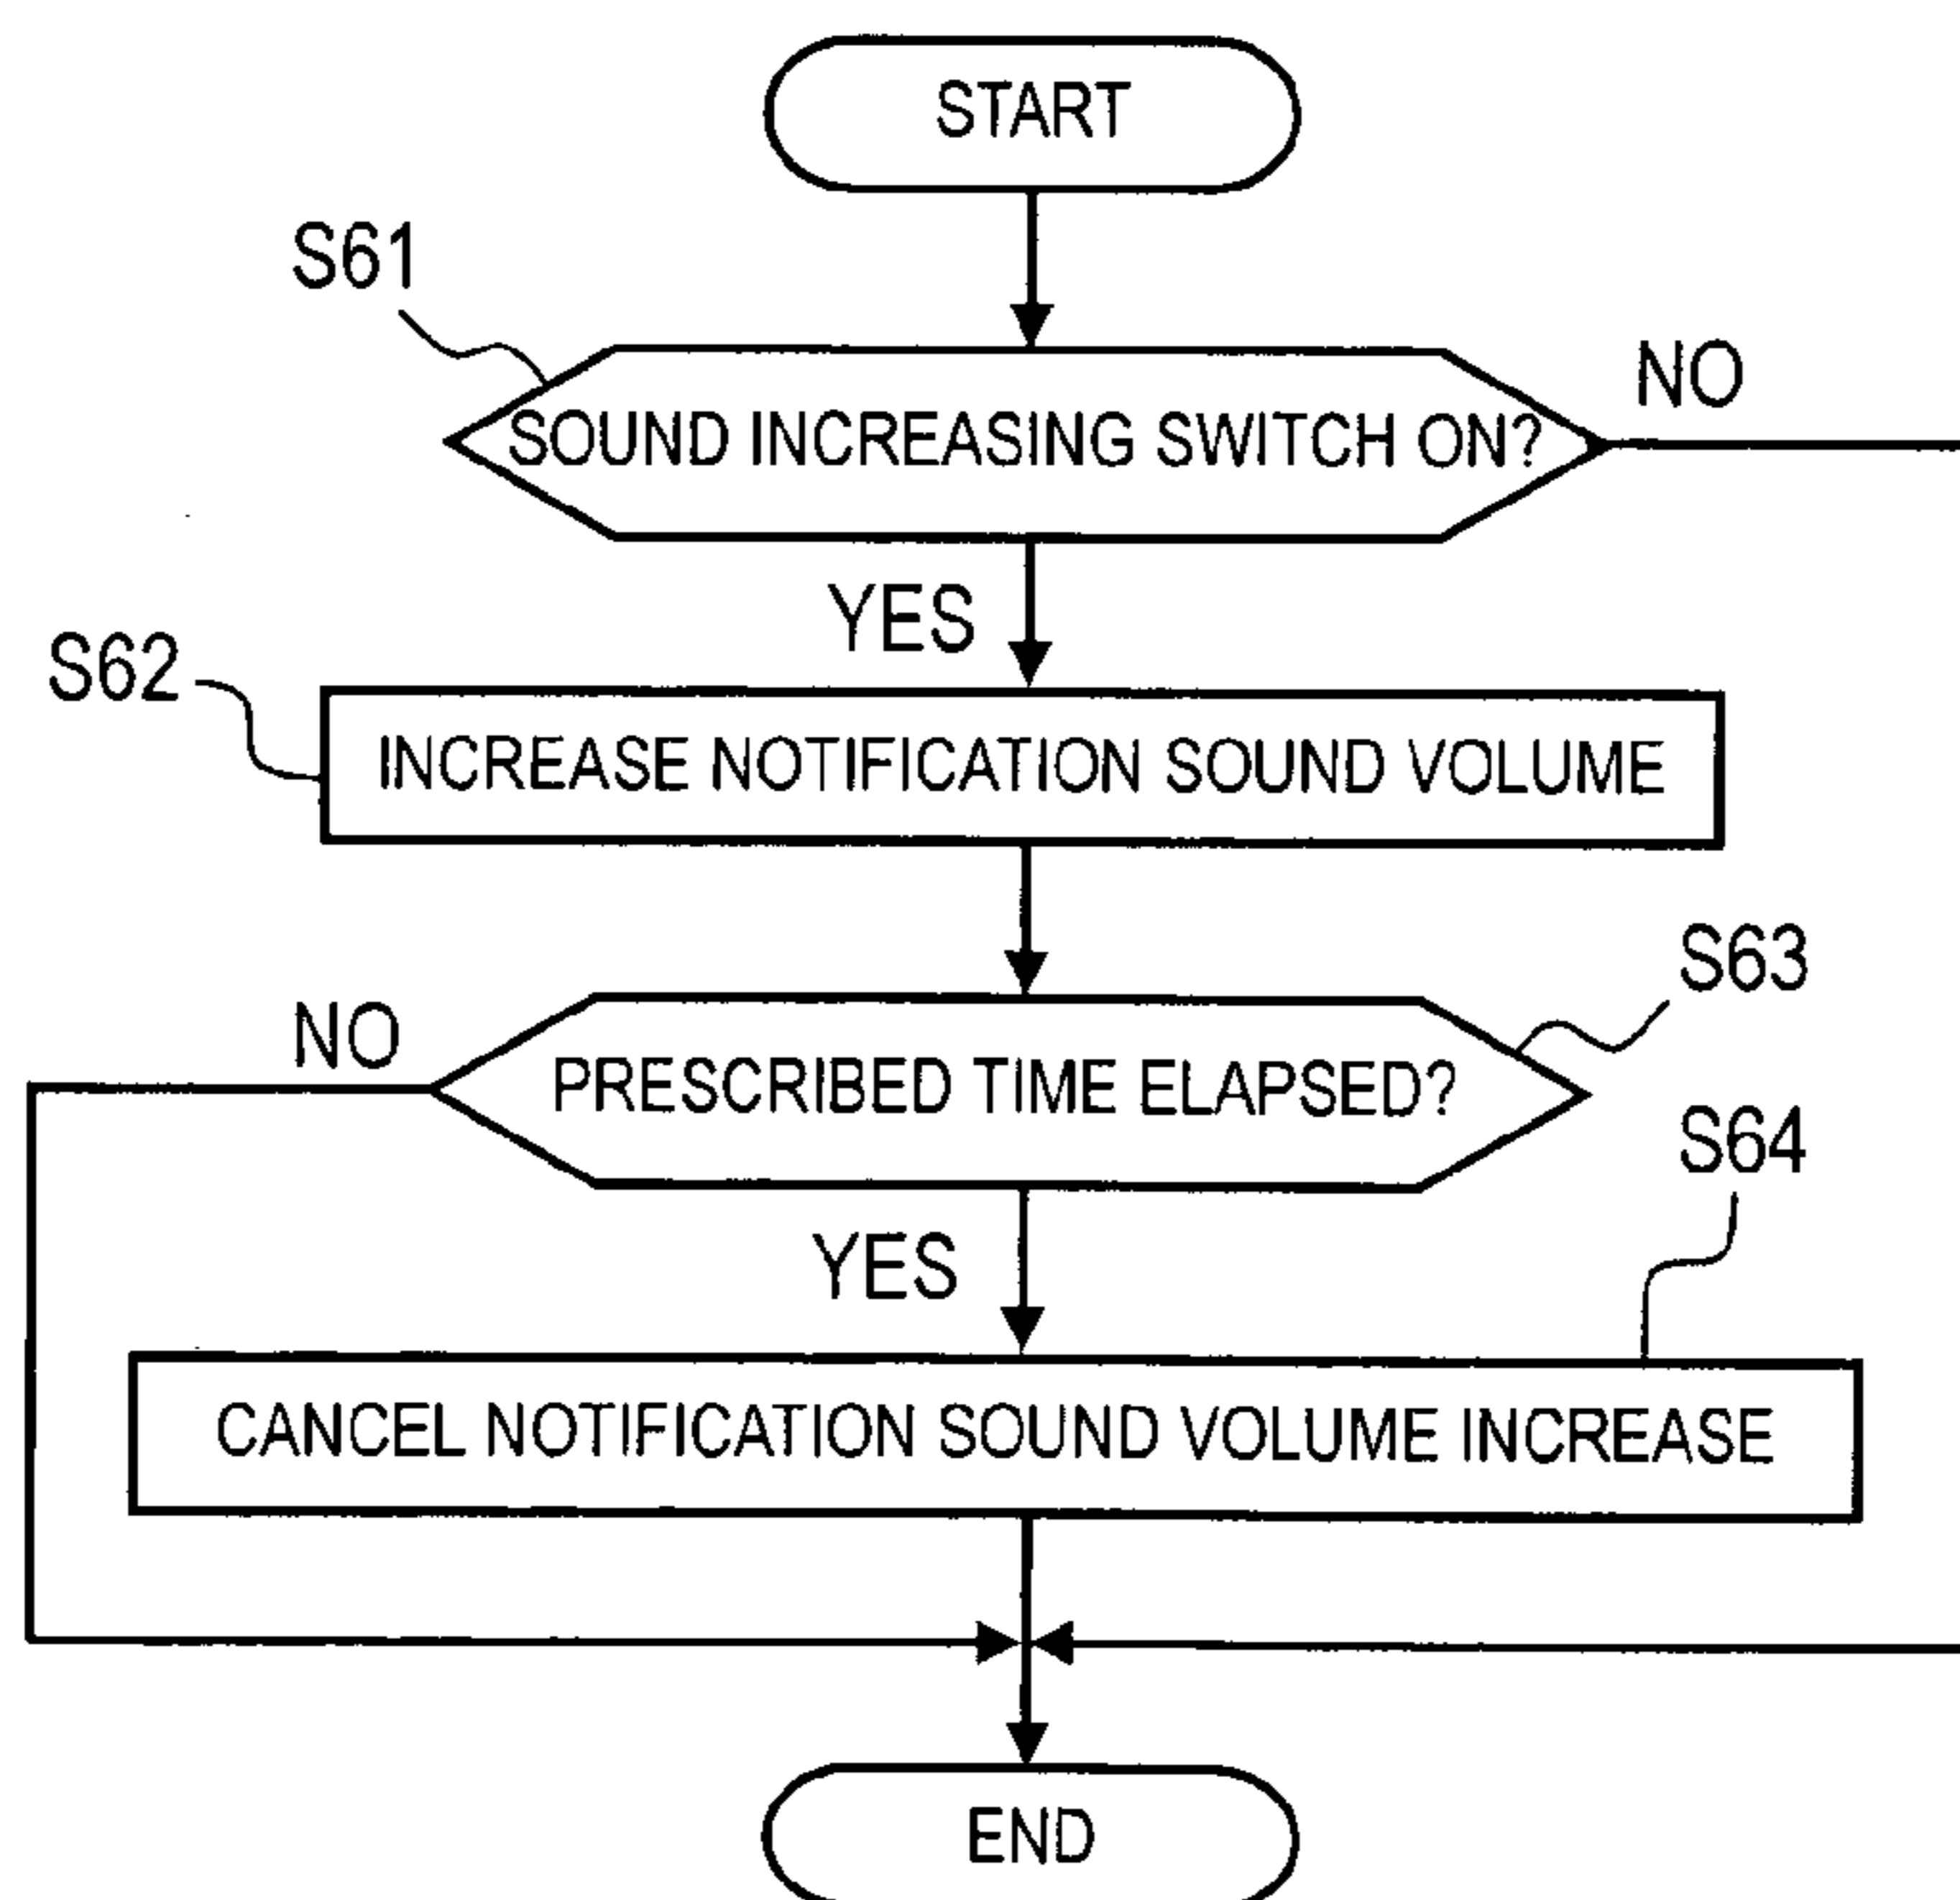 START
S61
SOUND INCREASING SWITCH ON?
NO
YES
S62
INCREASE NOTIFICATION SOUND VOLUME
S63
NO
PRESCRIBED TIME ELAPSED?
S64
YES
CANCEL NOTIFICATION SOUND VOLUME INCREASE
END